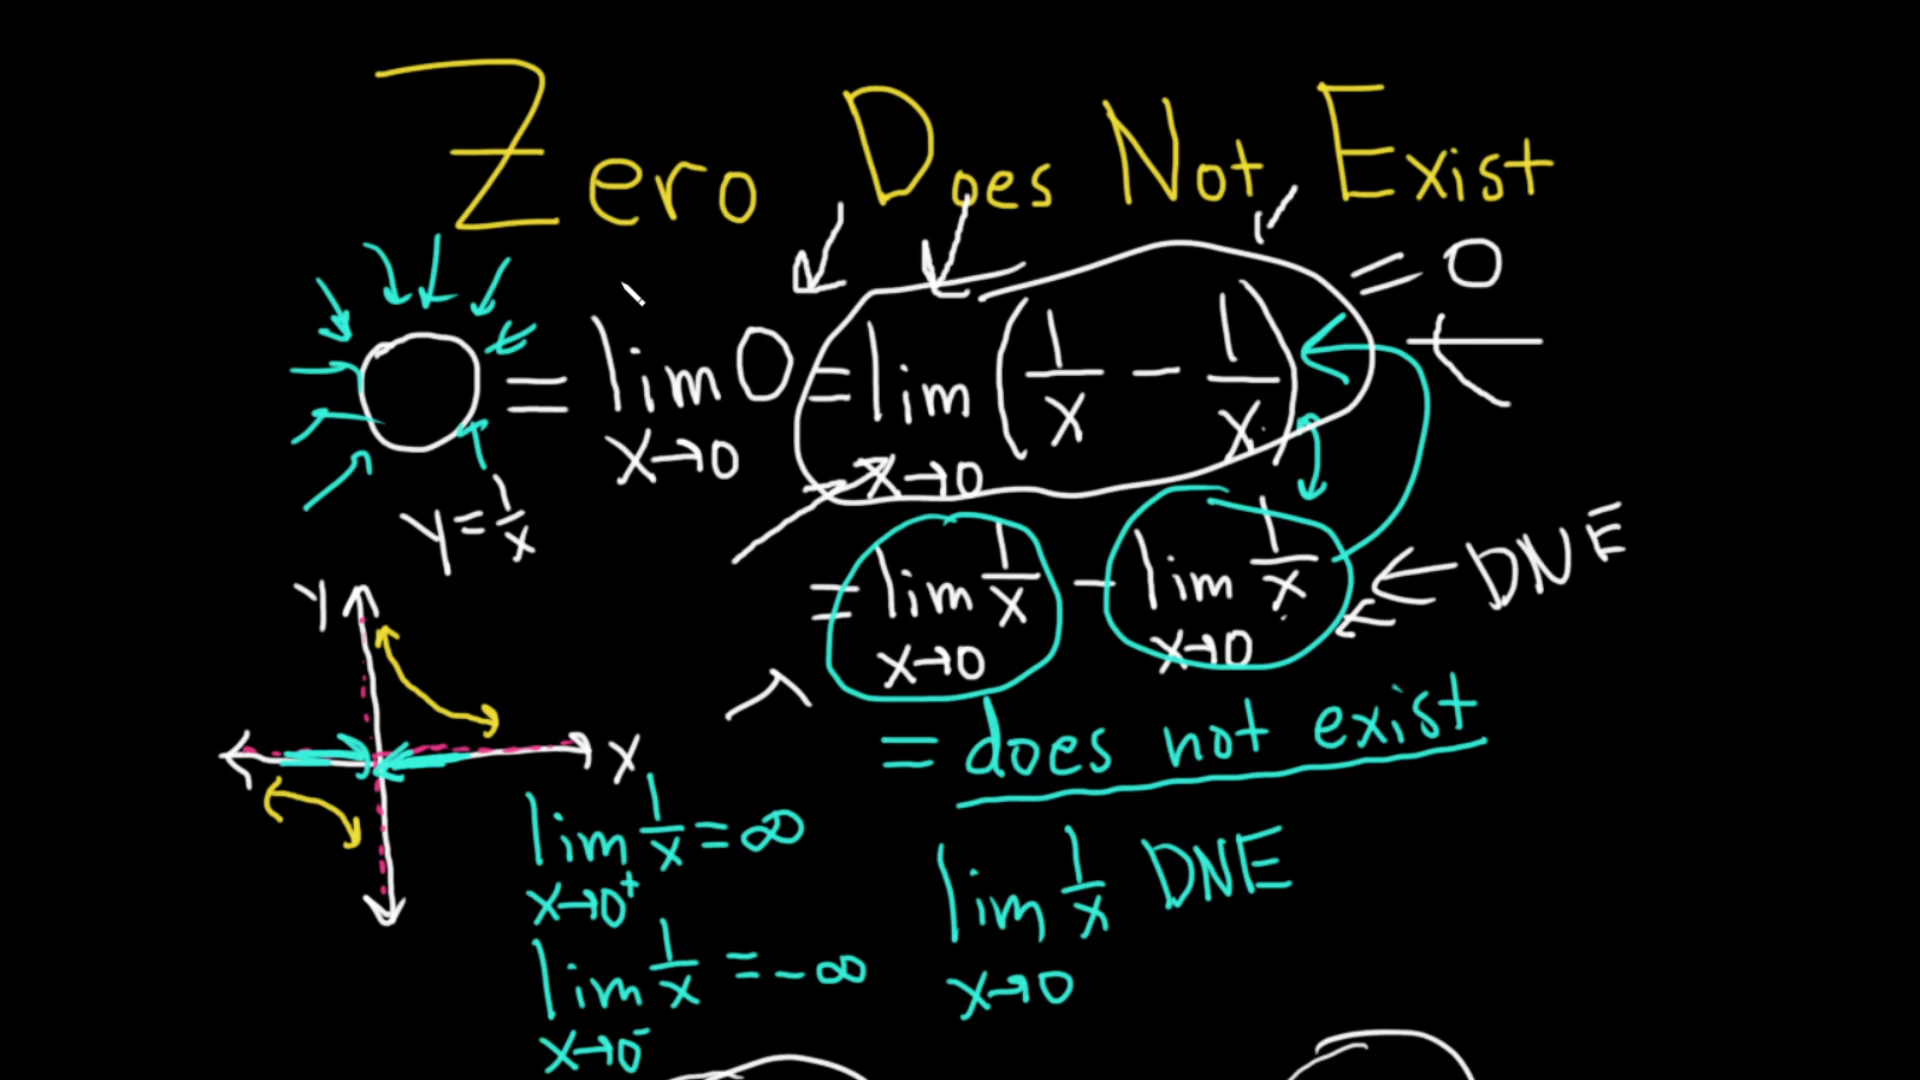 Zero Does Not Exist
0 = lim 0 = lim (1/x - 1/x) = 0
x→0 x→0
y = 1/x
= lim 1/x - lim 1/x ← DNE
x→0 x→0
y
x
= does not exist
lim 1/x = ∞
x→0⁺
lim 1/x DNE
x→0
lim 1/x = -∞
x→0⁻